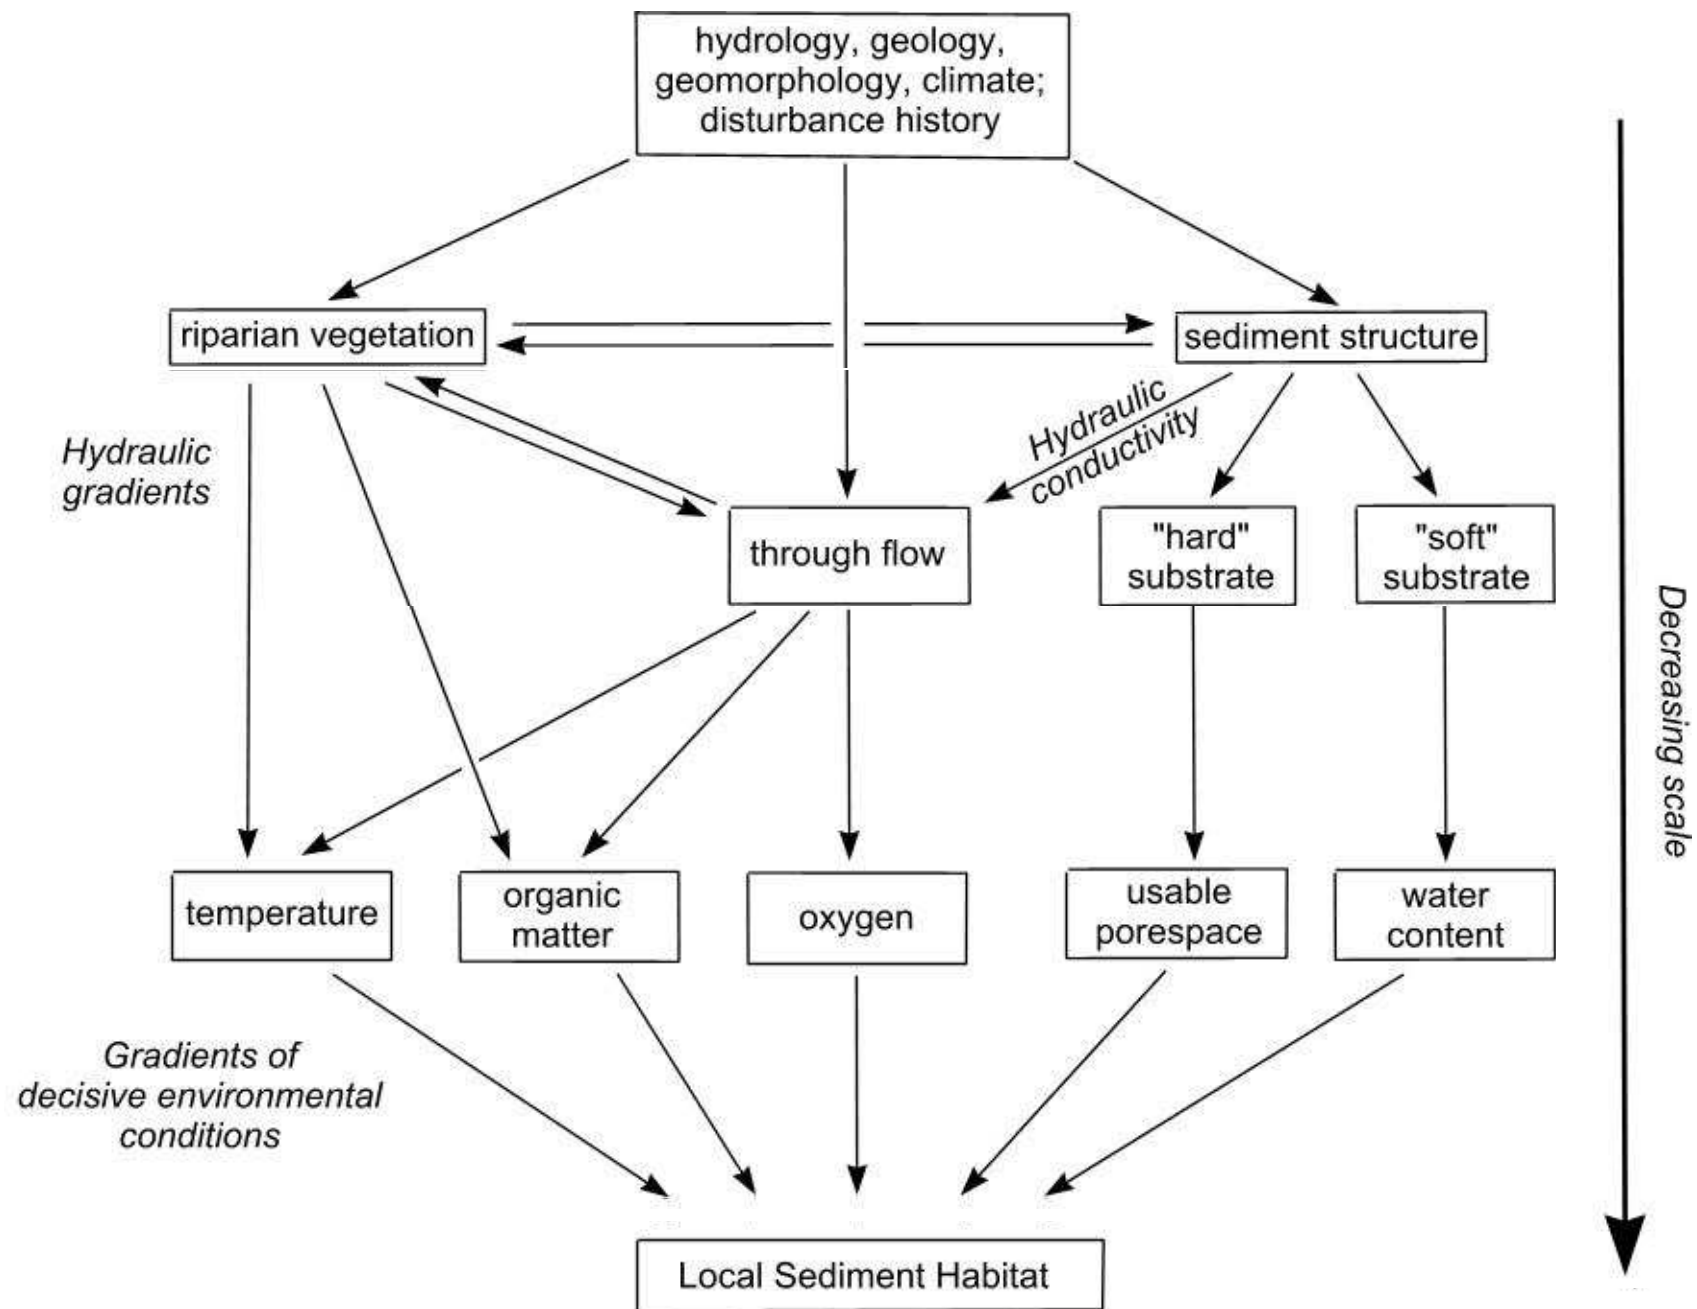 hydrology, geology,
geomorphology, climate;
disturbance history
riparian vegetation
sediment structure
Hydraulic
gradients
Hydraulic
conductivity
through flow
"hard"
substrate
"soft"
substrate
Decreasing scale
temperature
organic
matter
oxygen
usable
porespace
water
content
Gradients of
decisive environmental
conditions
Local Sediment Habitat